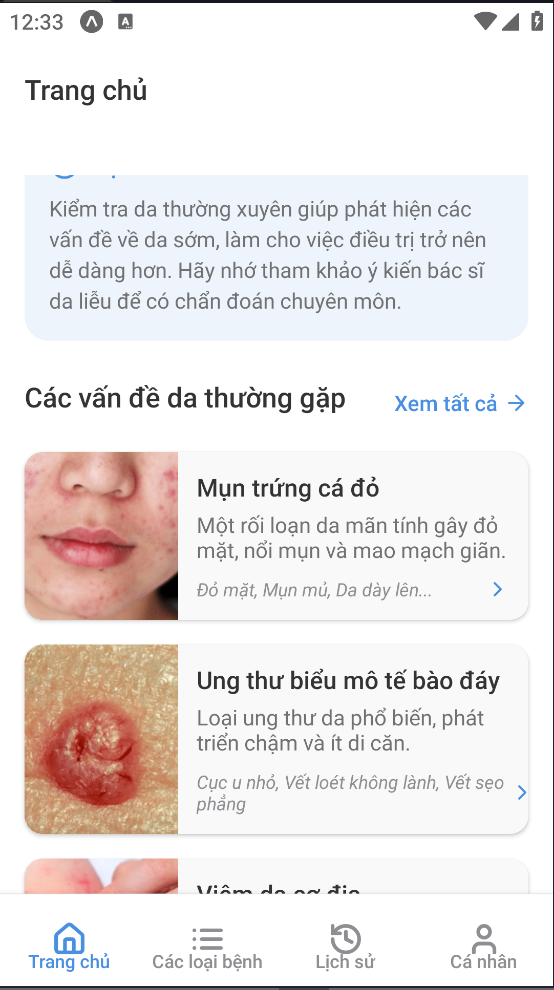 12:33
Trang chủ
Kiểm tra da thường xuyên giúp phát hiện các
vấn đề về da sớm, làm cho việc điều trị trở nên
dễ dàng hơn. Hãy nhớ tham khảo ý kiến bác sĩ
da liễu để có chẩn đoán chuyên môn.
Các vấn đề da thường gặp
Xem tất cả
Mụn trứng cá đỏ
Một rối loạn da mãn tính gây đỏ
mặt, nổi mụn và mao mạch giãn.
Đỏ mặt, Mụn mủ, Da dày lên...
Ung thư biểu mô tế bào đáy
Loại ung thư da phổ biến, phát
triển chậm và ít di căn.
Cục u nhỏ, Vết loét không lành, Vết sẹo
phẳng
Viêm da cơ địa
Trang chủ
Các loại bệnh
Lịch sử
Cá nhân